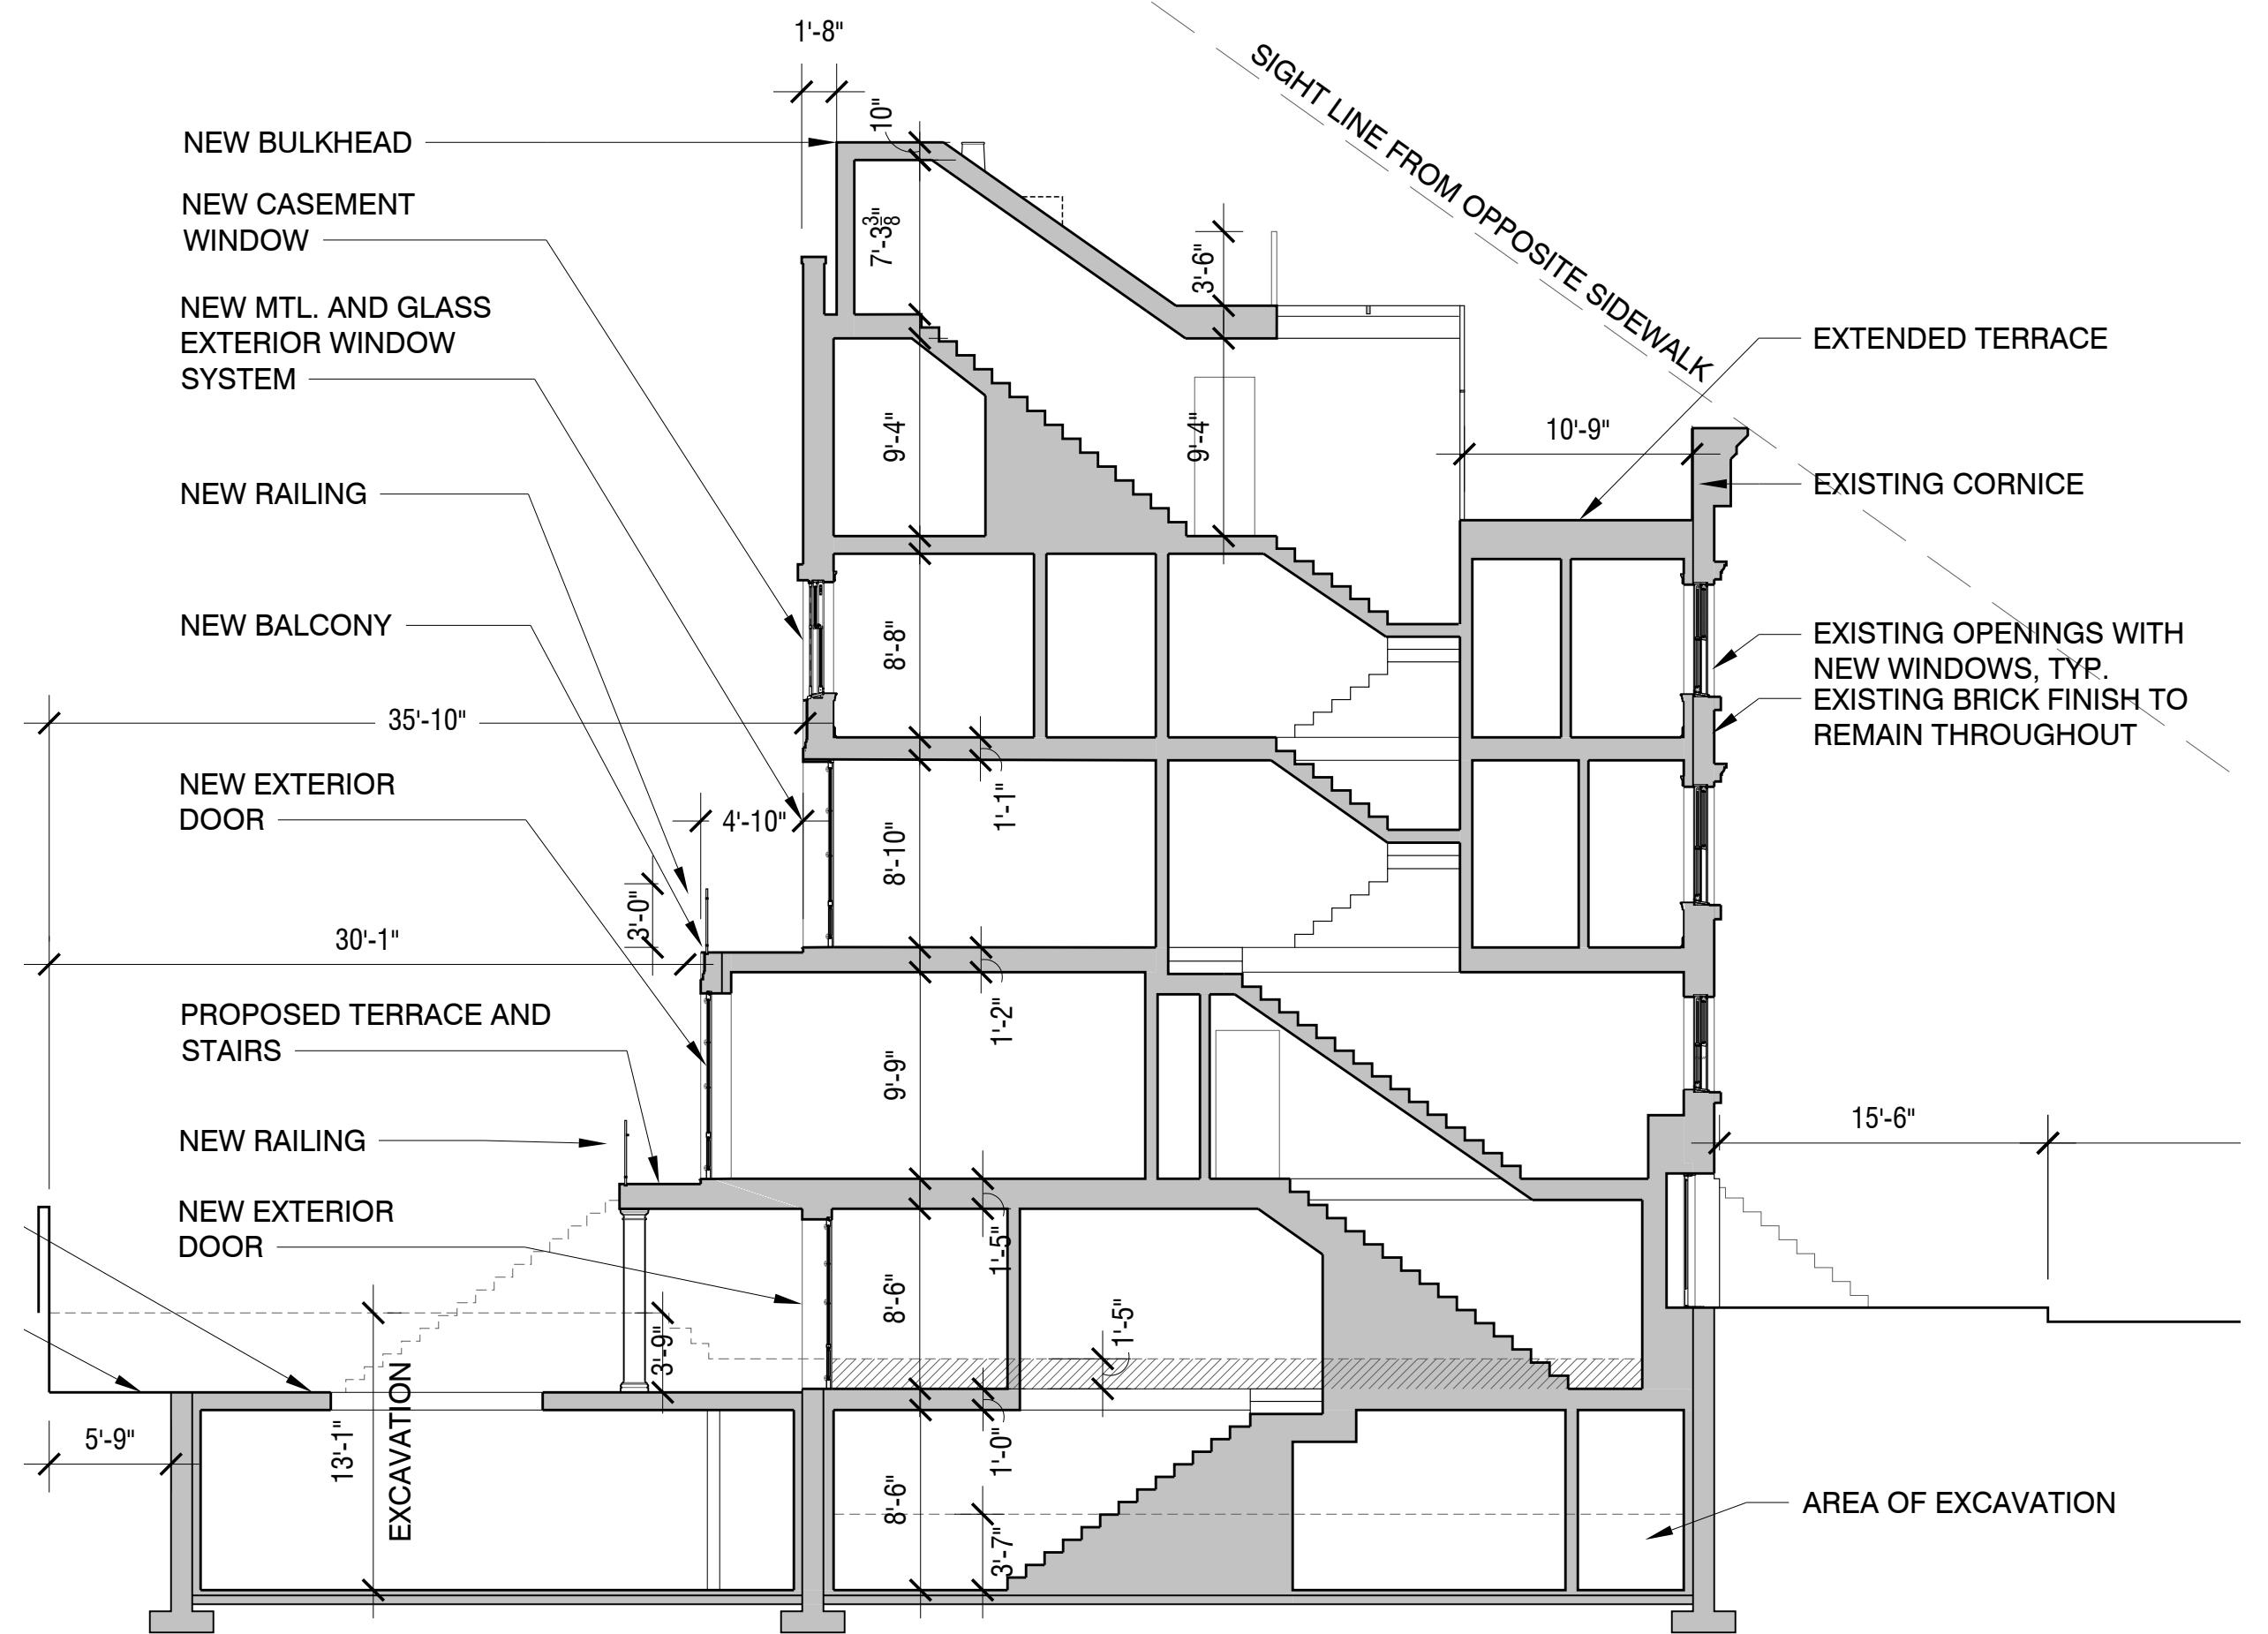 1'-8"
10"
NEW BULKHEAD
NEW CASEMENT
WINDOW
7'-3 3/8"
NEW MTL. AND GLASS
EXTERIOR WINDOW
SYSTEM
SIGHT LINE FROM OPPOSITE SIDEWALK
3'-6"
EXTENDED TERRACE
9'-4"
9'-4"
10'-9"
NEW RAILING
EXISTING CORNICE
NEW BALCONY
8'-8"
EXISTING OPENINGS WITH
NEW WINDOWS, TYP.
EXISTING BRICK FINISH TO
REMAIN THROUGHOUT
35'-10"
NEW EXTERIOR
DOOR
4'-10"
1'-1"
8'-10"
3'-0"
30'-1"
PROPOSED TERRACE AND
STAIRS
1'-2"
9'-9"
NEW RAILING
15'-6"
NEW EXTERIOR
DOOR
1'-5"
8'-6"
1'-5"
3'-9"
5'-9"
13'-1"
EXCAVATION
1'-0"
8'-6"
3'-7"
AREA OF EXCAVATION